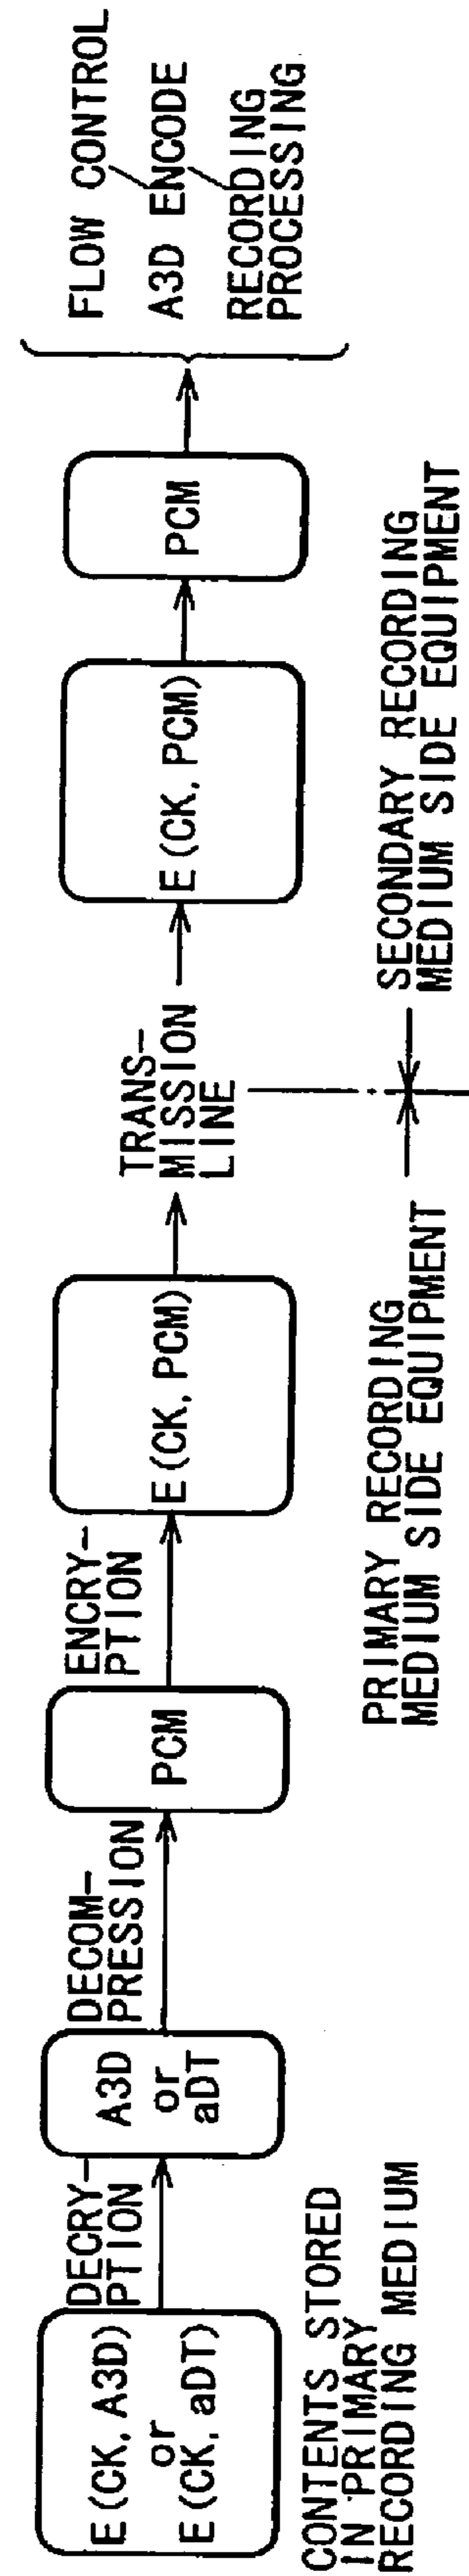 E (CK, A3D)
or
E (CK, aDT)
CONTENTS STORED
IN PRIMARY
RECORDING MEDIUM
DECRY-
PTION
A3D
or
aDT
DECOM-
PRESSION
PCM
ENCRY-
PTION
E (CK, PCM)
PRIMARY RECORDING
MEDIUM SIDE EQUIPMENT
TRANS-
MISSION
LINE
E (CK, PCM)
PCM
SECONDARY RECORDING
MEDIUM SIDE EQUIPMENT
FLOW CONTROL
A3D ENCODE
RECORDING
PROCESSING